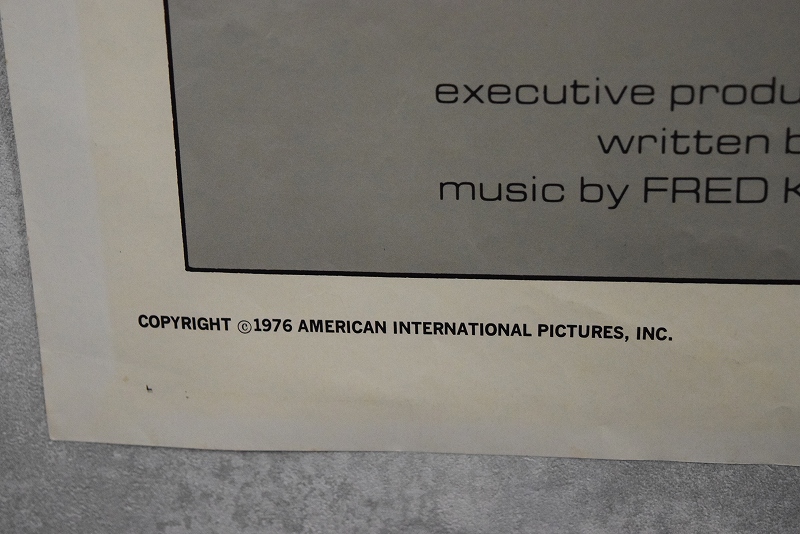 executive produ
written b
music by FRED K
COPYRIGHT ©1976 AMERICAN INTERNATIONAL PICTURES, INC.